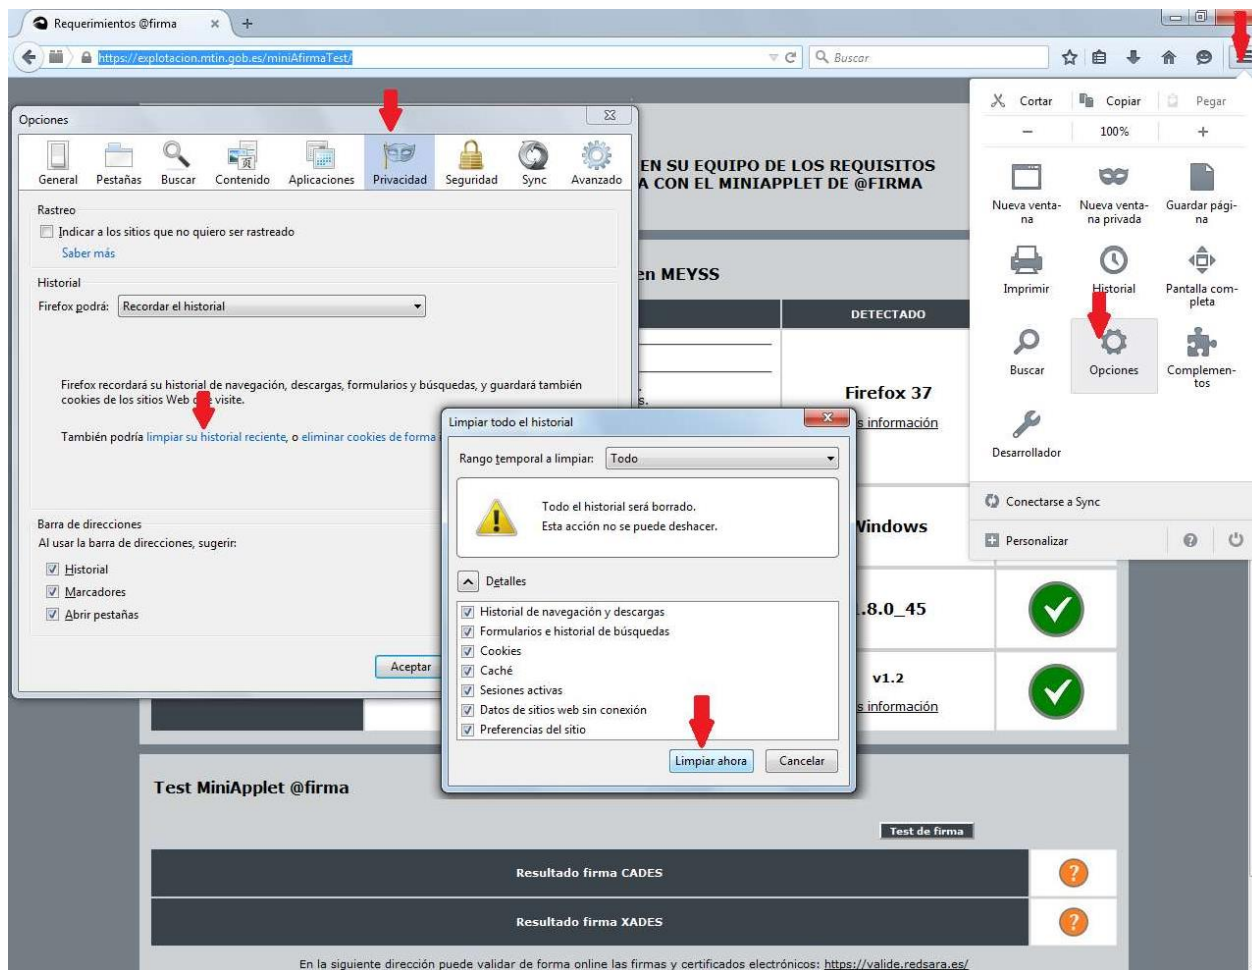 Requerimientos @firma
https://explotacion.mtin.gob.es/miniAfirmaTest/
Buscar
Cortar
Copiar
Pegar
100%
Nueva venta-
na
Nueva venta-
na privada
Guardar pági-
na
Imprimir
Historial
Pantalla com-
pleta
Buscar
Opciones
Complemen-
tos
Desarrollador
Conectarse a Sync
Personalizar
Opciones
General
Pestañas
Buscar
Contenido
Aplicaciones
Privacidad
Seguridad
Sync
Avanzado
Rastreo
Indicar a los sitios que no quiero ser rastreado
Saber más
Historial
Firefox podrá: Recordar el historial
Firefox recordará su historial de navegación, descargas, formularios y búsquedas, y guardará también
cookies de los sitios Web visite.
También podría limpiar su historial reciente, o eliminar cookies de forma
Barra de direcciones
Al usar la barra de direcciones, sugerir:
Historial
Marcadores
Abrir pestañas
Aceptar
EN SU EQUIPO DE LOS REQUISITOS
CON EL MINIAPPLET DE @FIRMA
en MEYSS
DETECTADO
Firefox 37
información
Windows
.8.0_45
v1.2
información
Limpiar todo el historial
Rango temporal a limpiar: Todo
Todo el historial será borrado.
Esta acción no se puede deshacer.
Detalles
Historial de navegación y descargas
Formularios e historial de búsquedas
Cookies
Caché
Sesiones activas
Datos de sitios web sin conexión
Preferencias del sitio
Limpiar ahora
Cancelar
Test MiniApplet @firma
Test de firma
Resultado firma CADES
Resultado firma XADES
En la siguiente dirección puede validar de forma online las firmas y certificados electrónicos: https://valide.redsara.es/